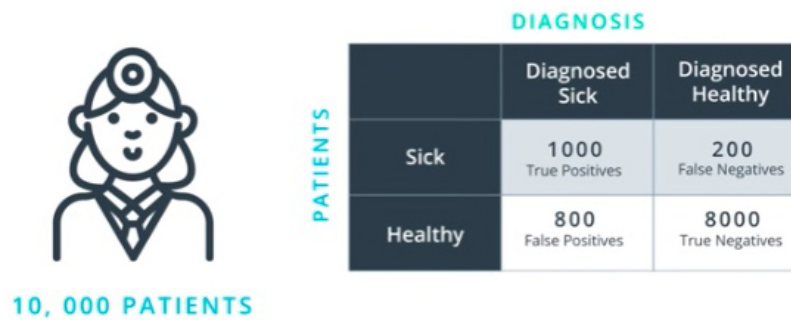 DIAGNOSIS
Diagnosed
Sick
Diagnosed
Healthy
PATIENTS
Sick
1000
True Positives
200
False Negatives
Healthy
800
False Positives
8000
True Negatives
10, 000 PATIENTS